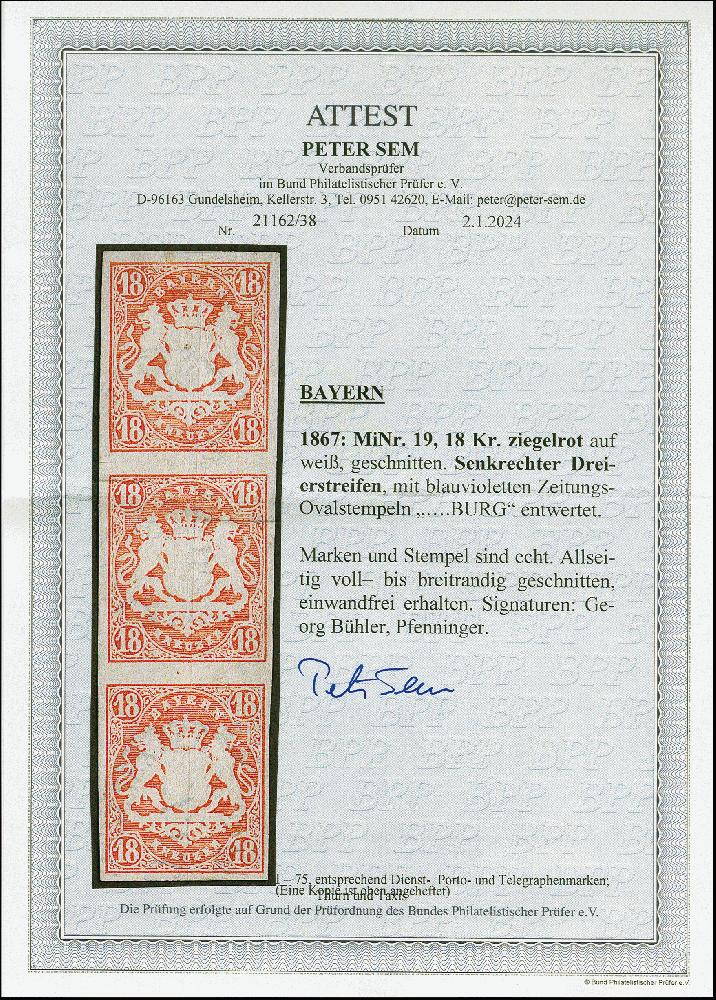 ATTEST
PETER SEM
Verbandsprüfer
im Bund Philatelistischer Prüfer e. V.
D-96163 Gundelsheim, Kellerstr. 3, Tel. 0951 42620, E-Mail: peter@peter-sem.de
Nr. 21162/38 Datum 2.1.2024
18 18
BAYERN
18 KREUZER 18
18 18
BAYERN
18 KREUZER 18
18 18
BAYERN
18 KREUZER 18
BAYERN
1867: MiNr. 19, 18 Kr. ziegelrot auf
weiß, geschnitten. Senkrechter Drei-
erstreifen, mit blauvioletten Zeitungs-
Ovalstempeln „.....BURG“ entwertet.
Marken und Stempel sind echt. Allsei-
tig voll– bis breitrandig geschnitten,
einwandfrei erhalten. Signaturen: Ge-
org Bühler, Pfenninger.
Peter Sem
– 75, entsprechend Dienst-, Porto- und Telegraphenmarken;
(Eine Kopie ist oben angeheftet)
Thurn und Taxis
Die Prüfung erfolgte auf Grund der Prüfordnung des Bundes Philatelistischer Prüfer e.V.
© Bund Philatelistischer Prüfer e.V.